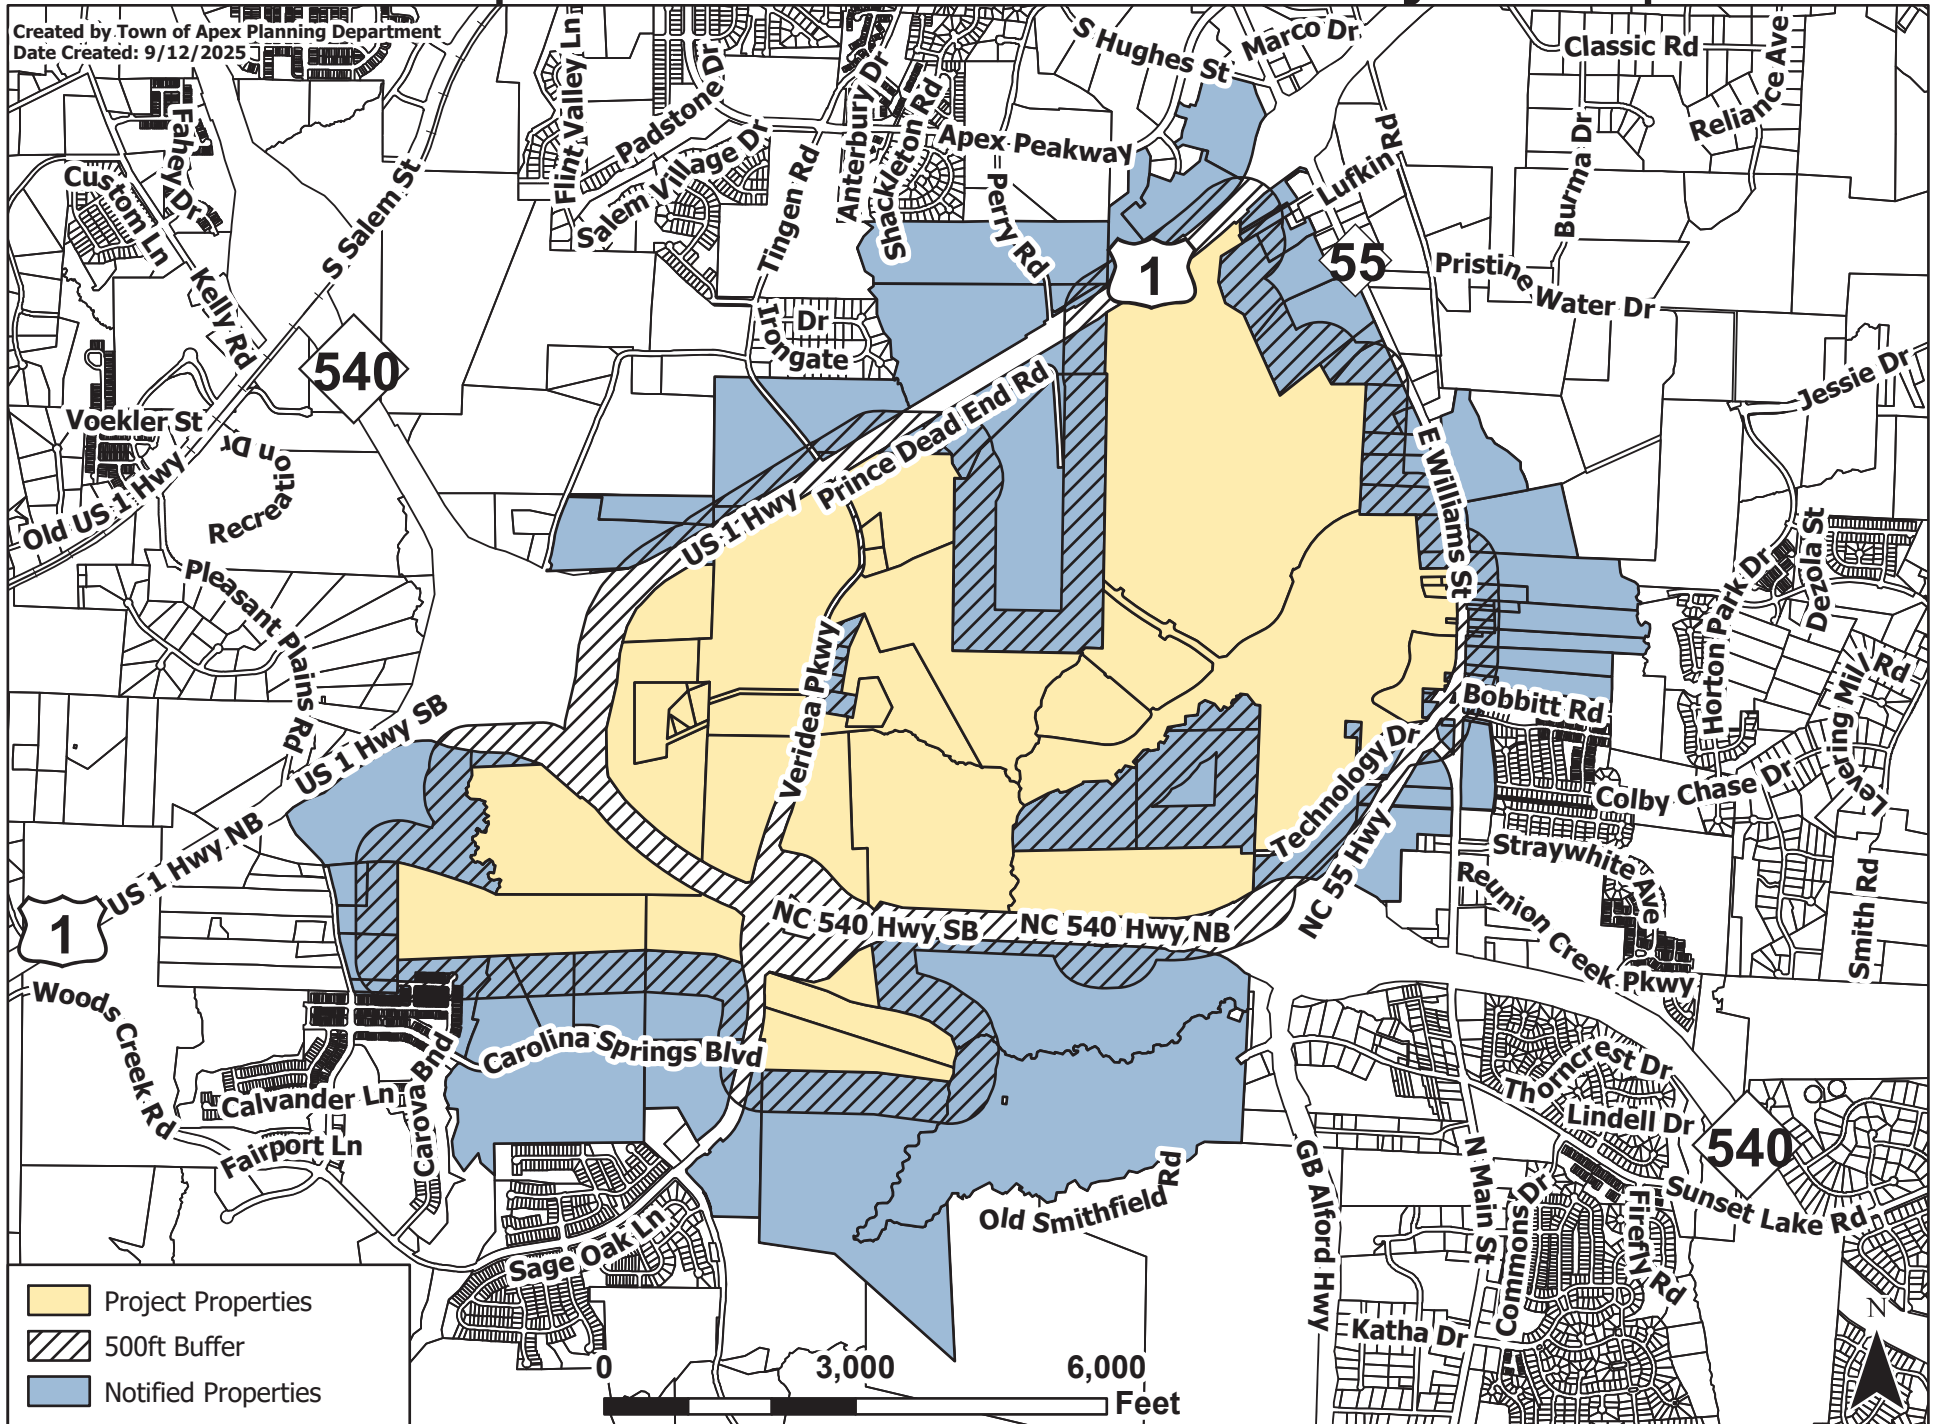 Created by Town of Apex Planning Department
Date Created: 9/12/2025
S Hughes St
Marco Dr
Classic Rd
Reliance Ave
Flint Valley Ln
Padstone Dr
Anterbury Dr
Shackleton Rd
Apex Peakway
Fahey Dr
Custom Ln
Salem Village Dr
Tingen Rd
Perry Rd
Lufkin Rd
Burma Dr
S Salem St
Kelly Rd
1
55
Pristine Water Dr
540
Irongate Dr
Jessie Dr
Voekler St
Recreation Dr
Old US 1 Hwy
Prince Dead End Rd
US 1 Hwy
E Williams St
Pleasant Plains Rd
Horton Park Dr
Dezola St
Veridea Pkwy
Bobbitt Rd
Levering Mill Rd
US 1 Hwy SB
Technology Dr
Colby Chase Dr
US 1 Hwy NB
NC 55 Hwy
Straywhite Ave
Reunion Creek Pkwy
Smith Rd
1
NC 540 Hwy SB
NC 540 Hwy NB
Woods Creek Rd
Carolina Springs Blvd
Calvander Ln
Carova Bnd
Fairport Ln
Thorncrest Dr
Lindell Dr
540
Old Smithfield Rd
GB Alford Hwy
N Main St
Commons Dr
Firefly Rd
Sunset Lake Rd
Sage Oak Ln
Katha Dr
Project Properties
500ft Buffer
Notified Properties
0 3,000 6,000
Feet
N